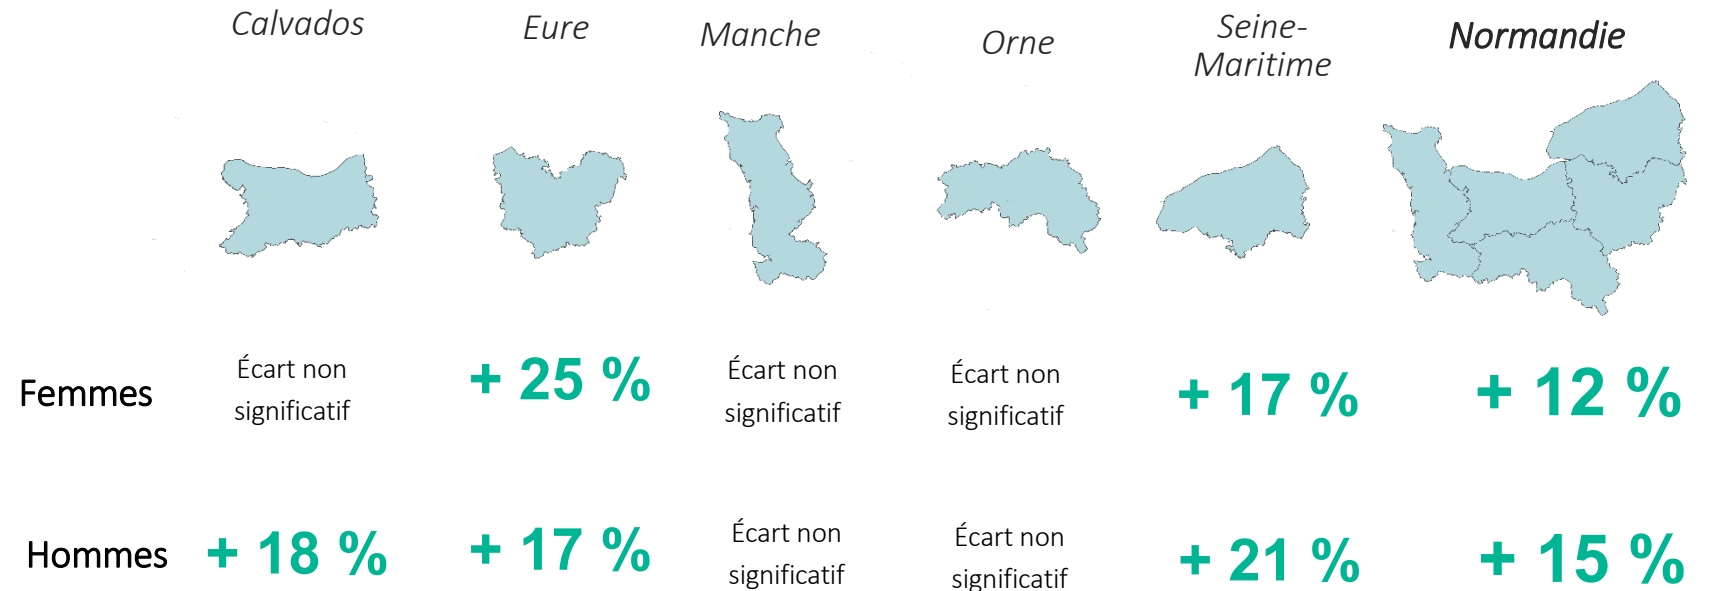 Calvados
Eure
Manche
Orne
Seine-
Maritime
Normandie
Femmes
Écart non
significatif
+ 25 %
Écart non
significatif
Écart non
significatif
+ 17 %
+ 12 %
Hommes
+ 18 %
+ 17 %
Écart non
significatif
Écart non
significatif
+ 21 %
+ 15 %